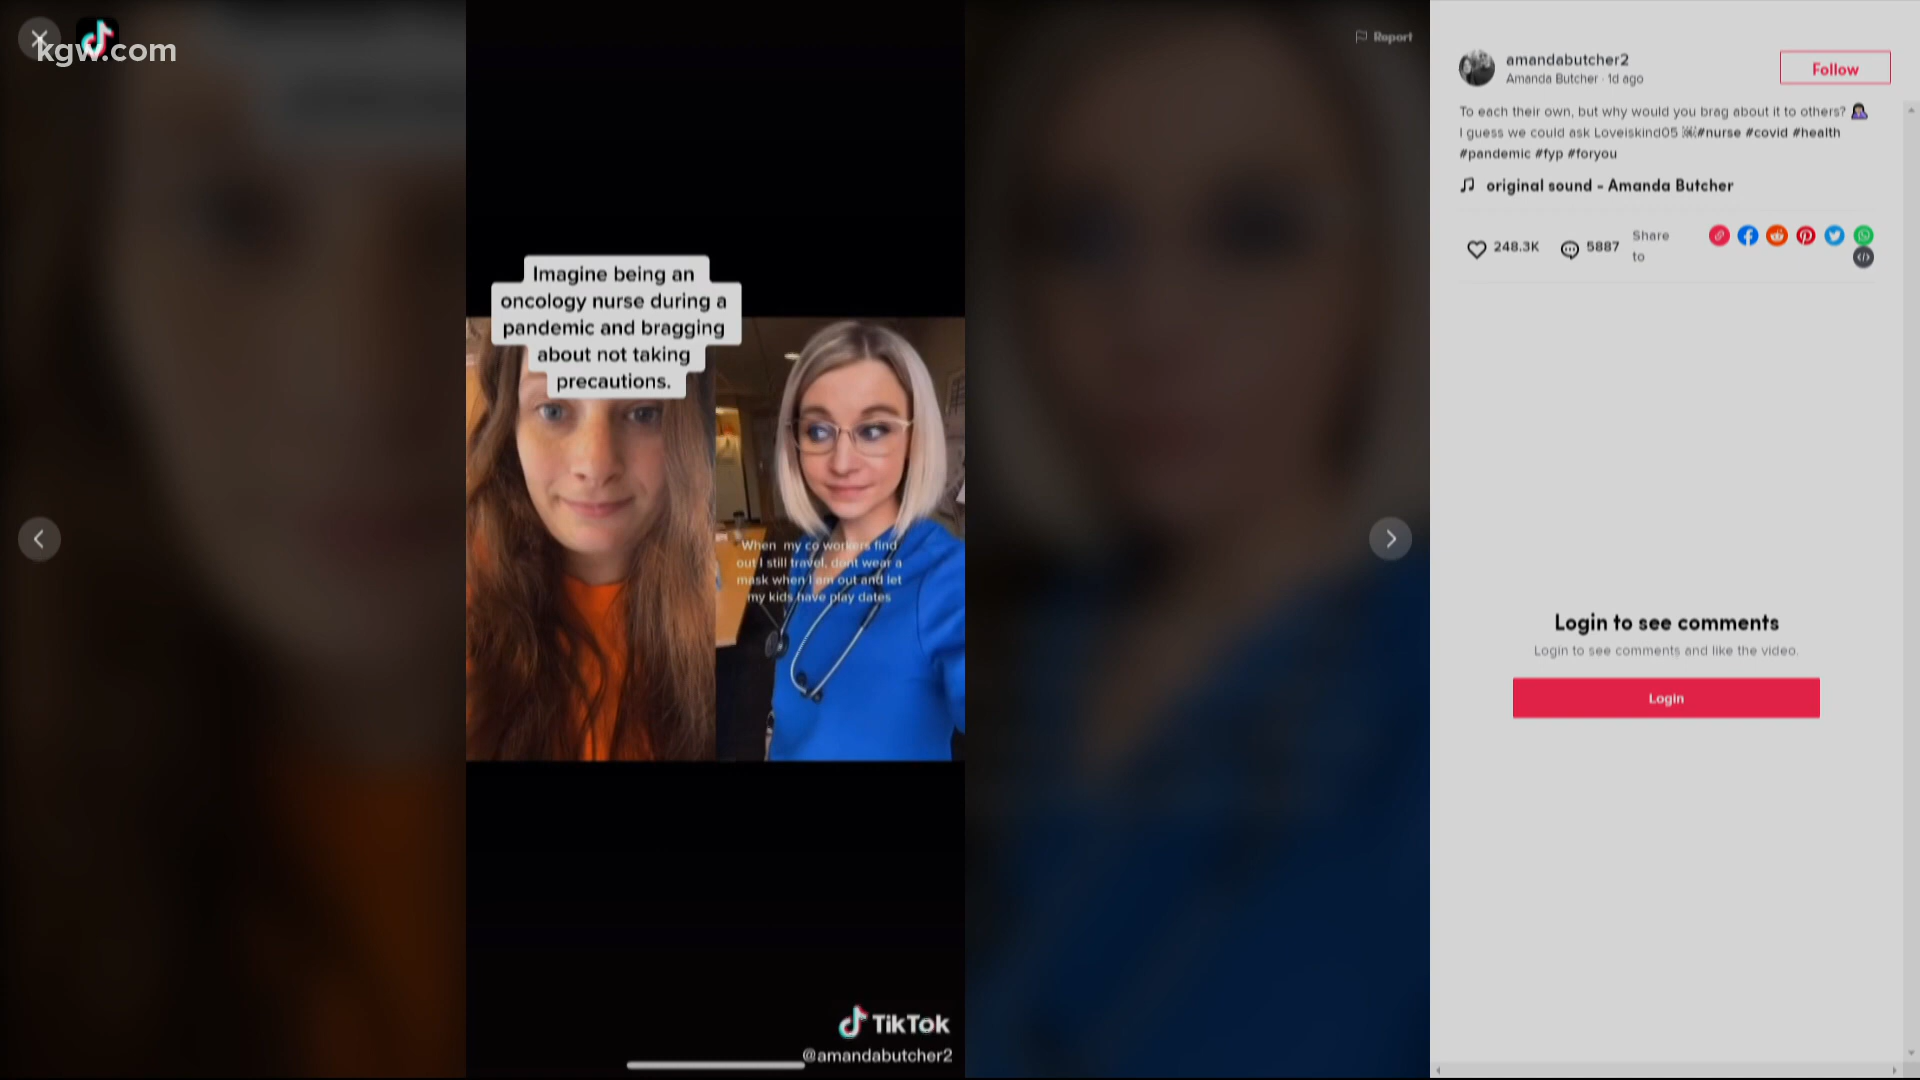 kgw.com
Report
Imagine being an
oncology nurse during a
pandemic and bragging
about not taking
precautions.
When my co workers find
out I still travel, dont wear a
mask when I am out and let
my kids have play dates
TikTok
@amandabutcher2
amandabutcher2
Amanda Butcher · 1d ago
Follow
To each their own, but why would you brag about it to others? 🤦🏻‍♀️
I guess we could ask Loveiskind05 #nurse #covid #health
#pandemic #fyp #foryou
original sound - Amanda Butcher
248.3K
5887
Share
to
Login to see comments
Login to see comments and like the video.
Login